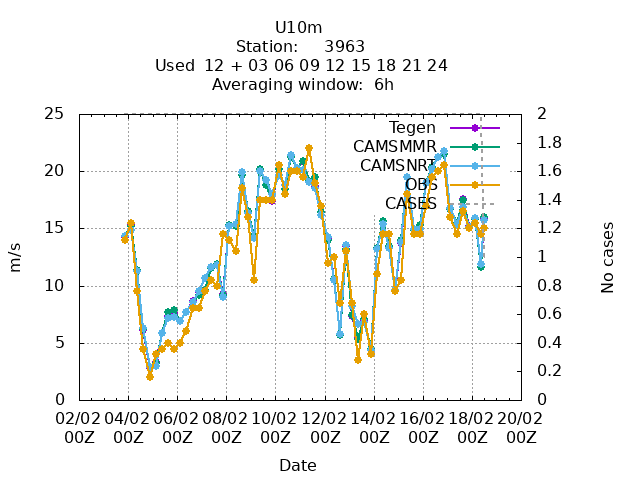 U10m
Station: 3963
Used 12 + 03 06 09 12 15 18 21 24
Averaging window: 6h
25 2
Tegen 1.8
CAMSMMR
20 CAMSNRT 1.6
OBS 1.4
CASES
15 1.2
m/s No cases
1
10 0.8
0.6
5 0.4
0.2
0 0
02/02 04/02 06/02 08/02 10/02 12/02 14/02 16/02 18/02 20/02
00Z 00Z 00Z 00Z 00Z 00Z 00Z 00Z 00Z 00Z
Date